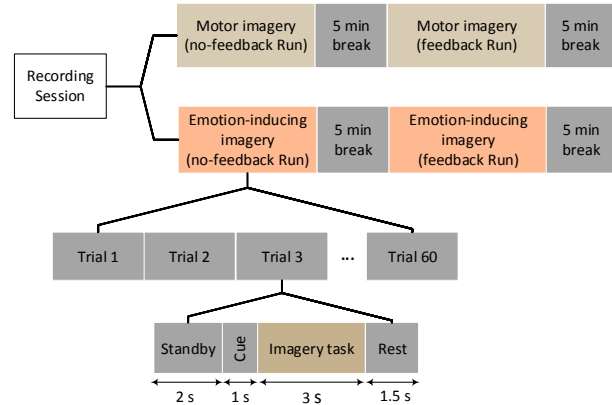 Motor imagery
(no-feedback Run)
5 min
break
Motor imagery
(feedback Run)
5 min
break
Recording
Session
Emotion-inducing
imagery
(no-feedback Run)
5 min
break
Emotion-inducing
imagery
(feedback Run)
5 min
break
Trial 1
Trial 2
Trial 3
...
Trial 60
Standby
Cue
Imagery task
Rest
2 s
1 s
3 s
1.5 s